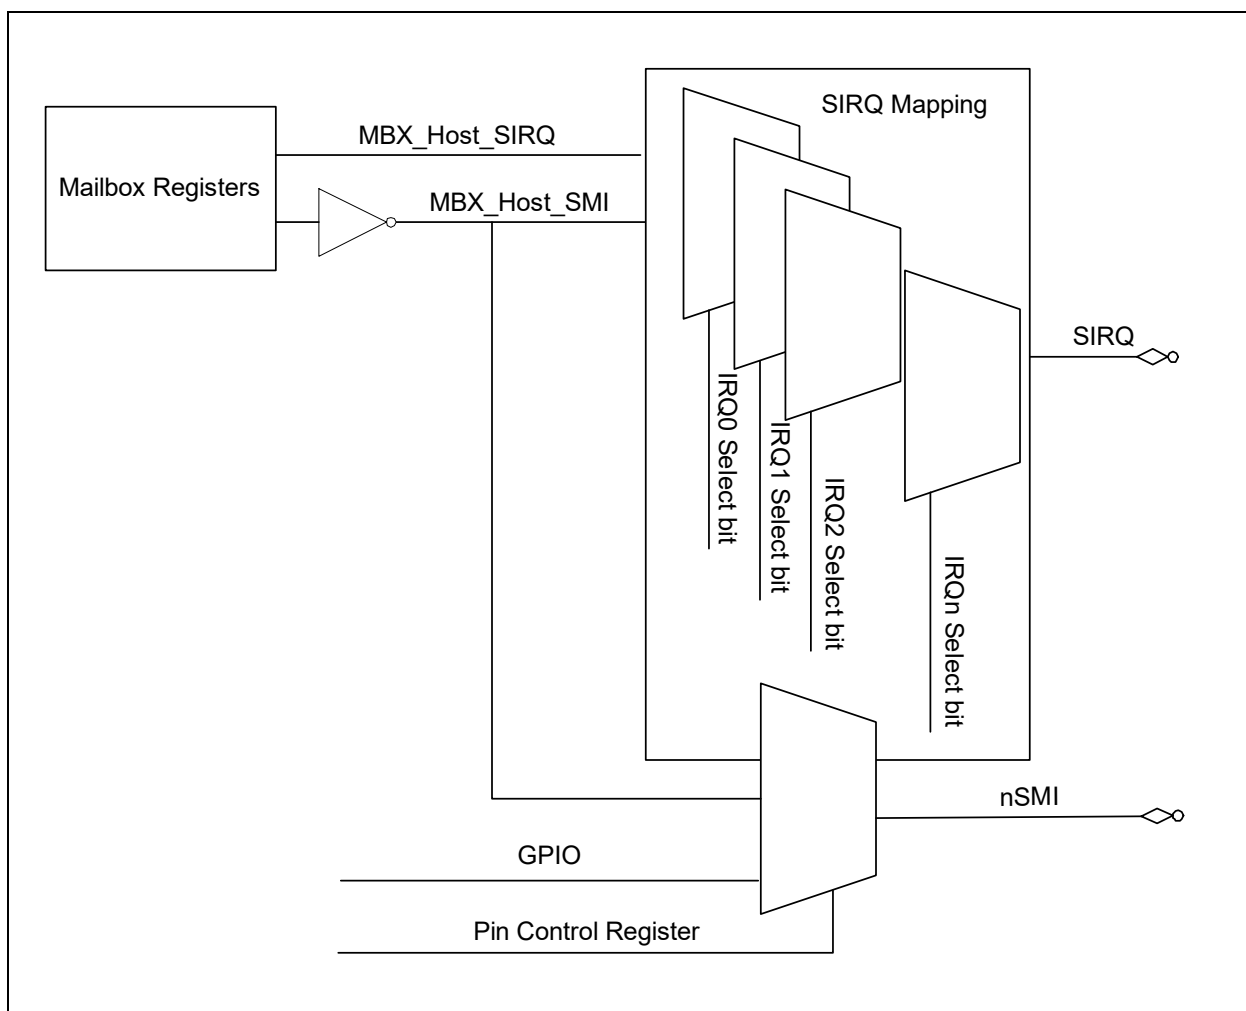 SIRQ Mapping
MBX_Host_SIRQ
Mailbox Registers
MBX_Host_SMI
SIRQ
IRQ0 Select bit
IRQ1 Select bit
IRQ2 Select bit
IRQn Select bit
nSMI
GPIO
Pin Control Register